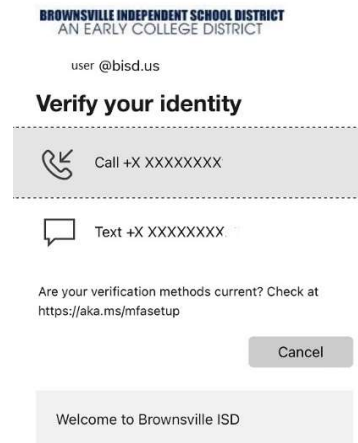 BROWNSVILLE INDEPENDENT SCHOOL DISTRICT
AN EARLY COLLEGE DISTRICT
user @bisd.us
Verify your identity
Call +X XXXXXXXX
Text +X XXXXXXXX
Are your verification methods current? Check at
https://aka.ms/mfasetup
Cancel
Welcome to Brownsville ISD